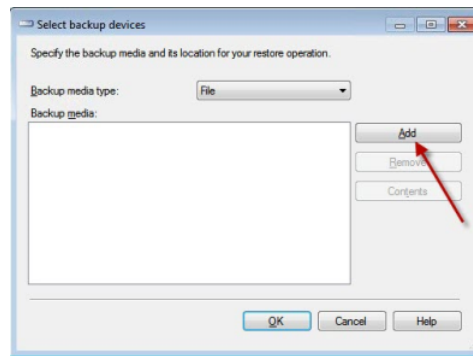 Select backup devices
Specify the backup media and its location for your restore operation.
Backup media type:
File
Backup media:
Add
Remove
Contents
OK
Cancel
Help